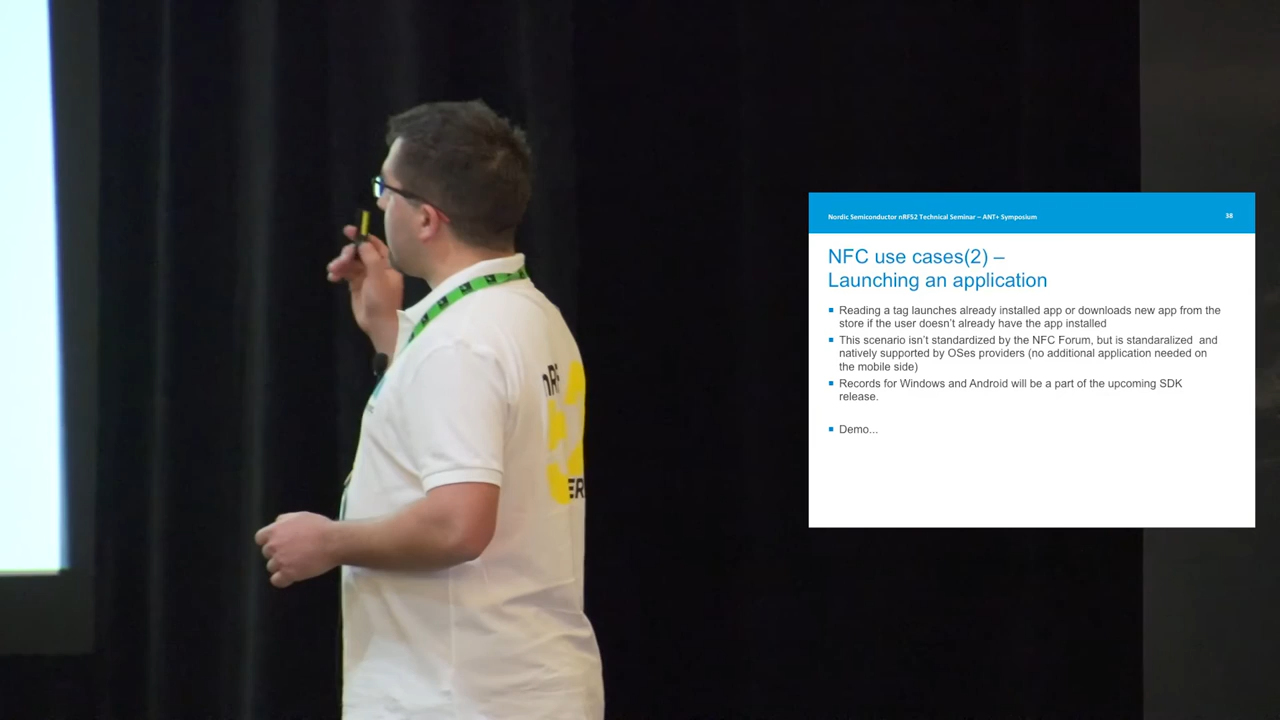 Nordic Semiconductor nRF52 Technical Seminar – ANT+ Symposium
38
NFC use cases(2) –
Launching an application
Reading a tag launches already installed app or downloads new app from the
store if the user doesn't already have the app installed
This scenario isn't standardized by the NFC Forum, but is standaralized and
natively supported by OSes providers (no additional application needed on
the mobile side)
Records for Windows and Android will be a part of the upcoming SDK
release.
Demo...
52